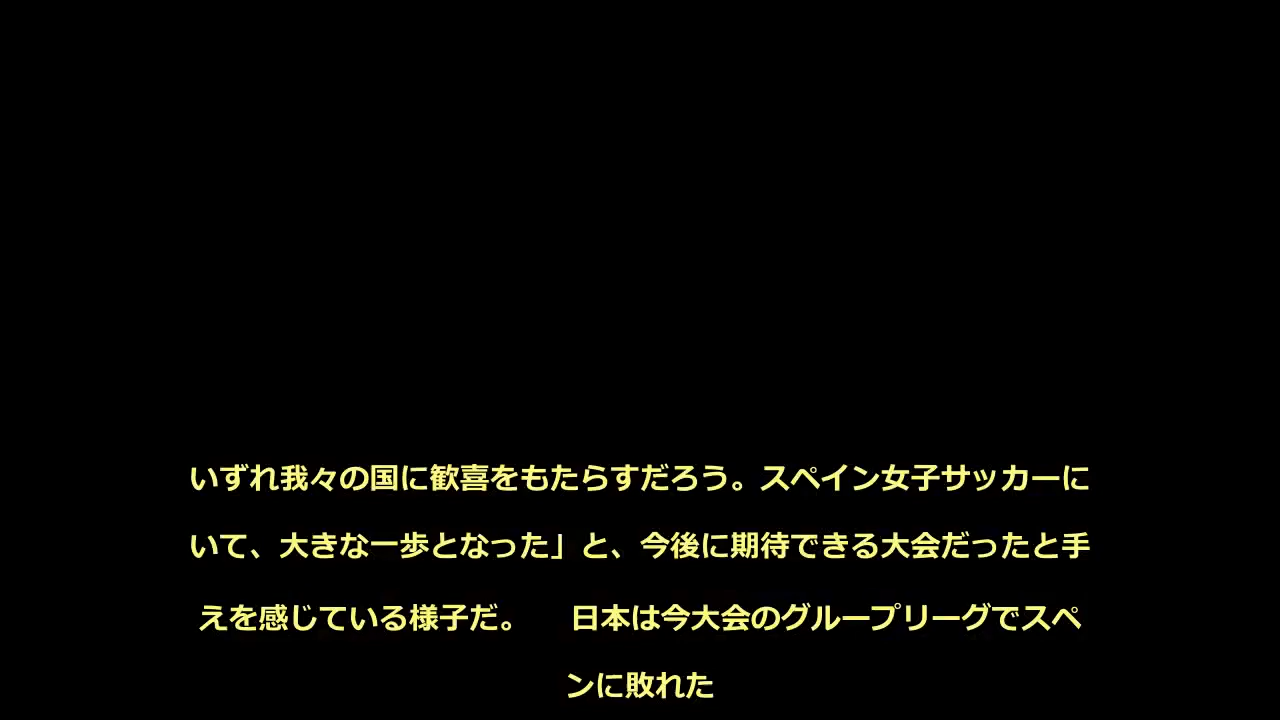 いずれ我々の国に歓喜をもたらすだろう。スペイン女子サッカーに
いて、大きな一歩となった」と、今後に期待できる大会だったと手
えを感じている様子だ。　日本は今大会のグループリーグでスペ
ンに敗れた